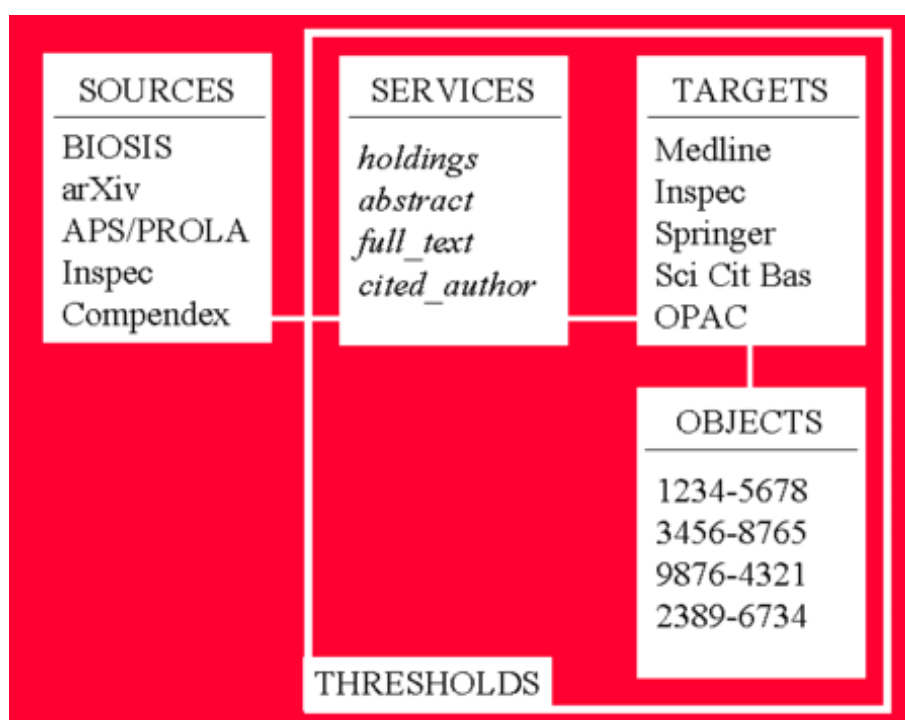 SOURCES
BIOSIS
arXiv
APS/PROLA
Inspec
Compendex
SERVICES
holdings
abstract
full_text
cited_author
TARGETS
Medline
Inspec
Springer
Sci Cit Bas
OPAC
OBJECTS
1234-5678
3456-8765
9876-4321
2389-6734
THRESHOLDS